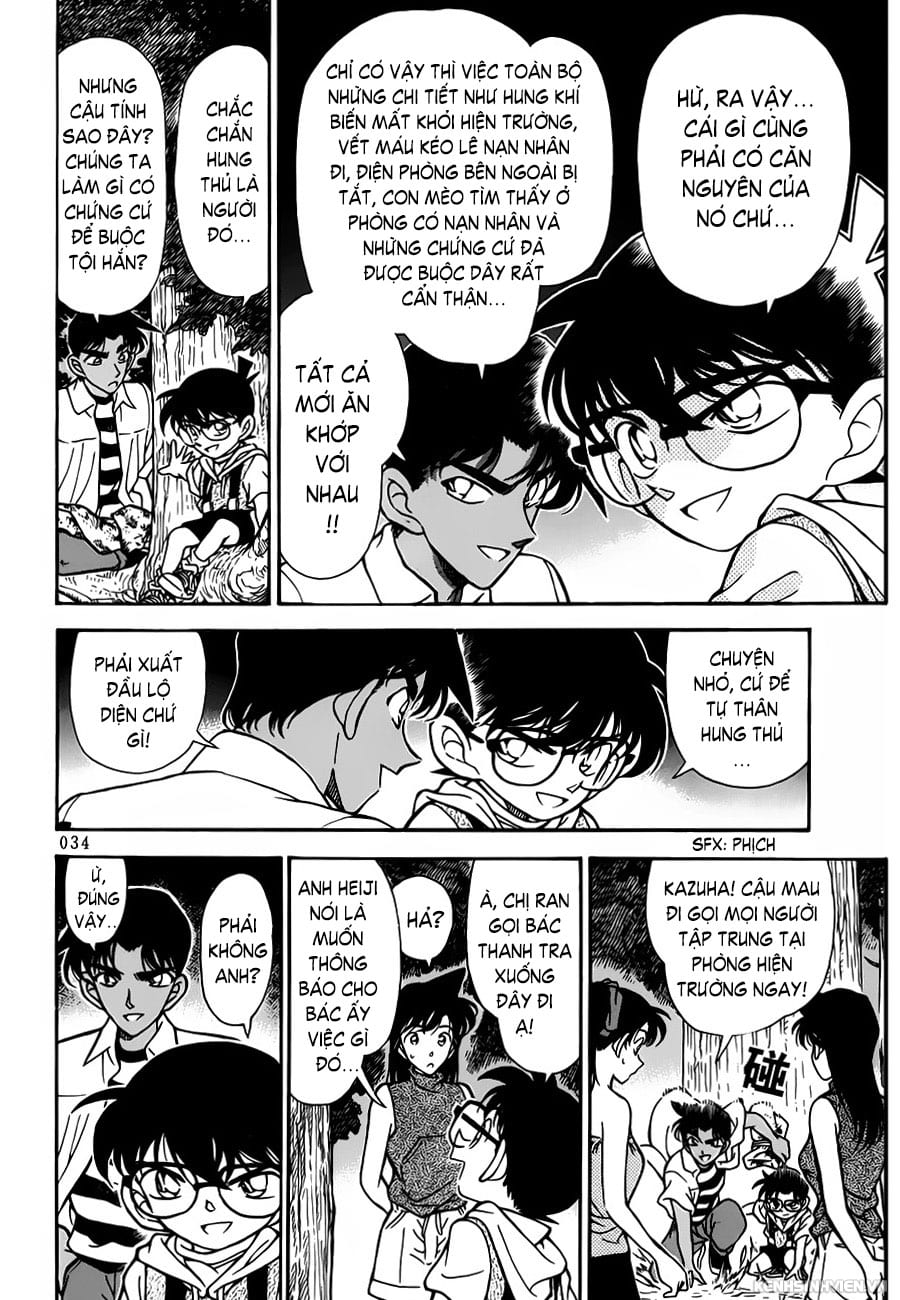 HỪ, RA VẬY...
CÁI GÌ CŨNG
PHẢI CÓ CĂN
NGUYÊN CỦA
NÓ CHỨ...
CHỈ CÓ VẬY THÌ VIỆC TOÀN BỘ
NHỮNG CHI TIẾT NHƯ HUNG KHÍ
BIẾN MẤT KHỎI HIỆN TRƯỜNG,
VẾT MÁU KÉO LÊ NẠN NHÂN
ĐI, ĐIỆN PHÒNG BÊN NGOÀI BỊ
TẮT, CON MÈO TÌM THẤY Ở
PHÒNG CÓ NẠN NHÂN VÀ
NHỮNG CHỨNG CỨ ĐÃ
ĐƯỢC BUỘC DÂY RẤT
CẨN THẬN...
TẤT CẢ
MỚI ĂN
KHỚP
VỚI
NHAU
!!
CHẮC
CHẮN
HUNG
THỦ LÀ
NGƯỜI
ĐÓ...
NHƯNG
CẬU TÍNH
SAO ĐÂY?
CHÚNG TA
LÀM GÌ CÓ
CHỨNG CỨ
ĐỂ BUỘC
TỘI HẮN?
CHUYỆN
NHỎ, CỨ ĐỂ
TỰ THÂN
HUNG THỦ
...
PHẢI XUẤT
ĐẦU LỘ
DIỆN CHỨ
GÌ!
034
SFX: PHỊCH
KAZUHA! CẬU MAU
ĐI GỌI MỌI NGƯỜI
TẬP TRUNG TẠI
PHÒNG HIỆN
TRƯỜNG NGAY!
碰
À, CHỊ RAN
GỌI BÁC
THANH TRA
XUỐNG
ĐÂY ĐI
Ạ!
HẢ?
ANH HEIJI
NÓI LÀ
MUỐN
THÔNG
BÁO CHO
BÁC ẤY
VIỆC GÌ
ĐÓ...
PHẢI
KHÔNG
ANH?
Ử,
ĐÚNG
VẬY..
KENHSINHVIEN.VN